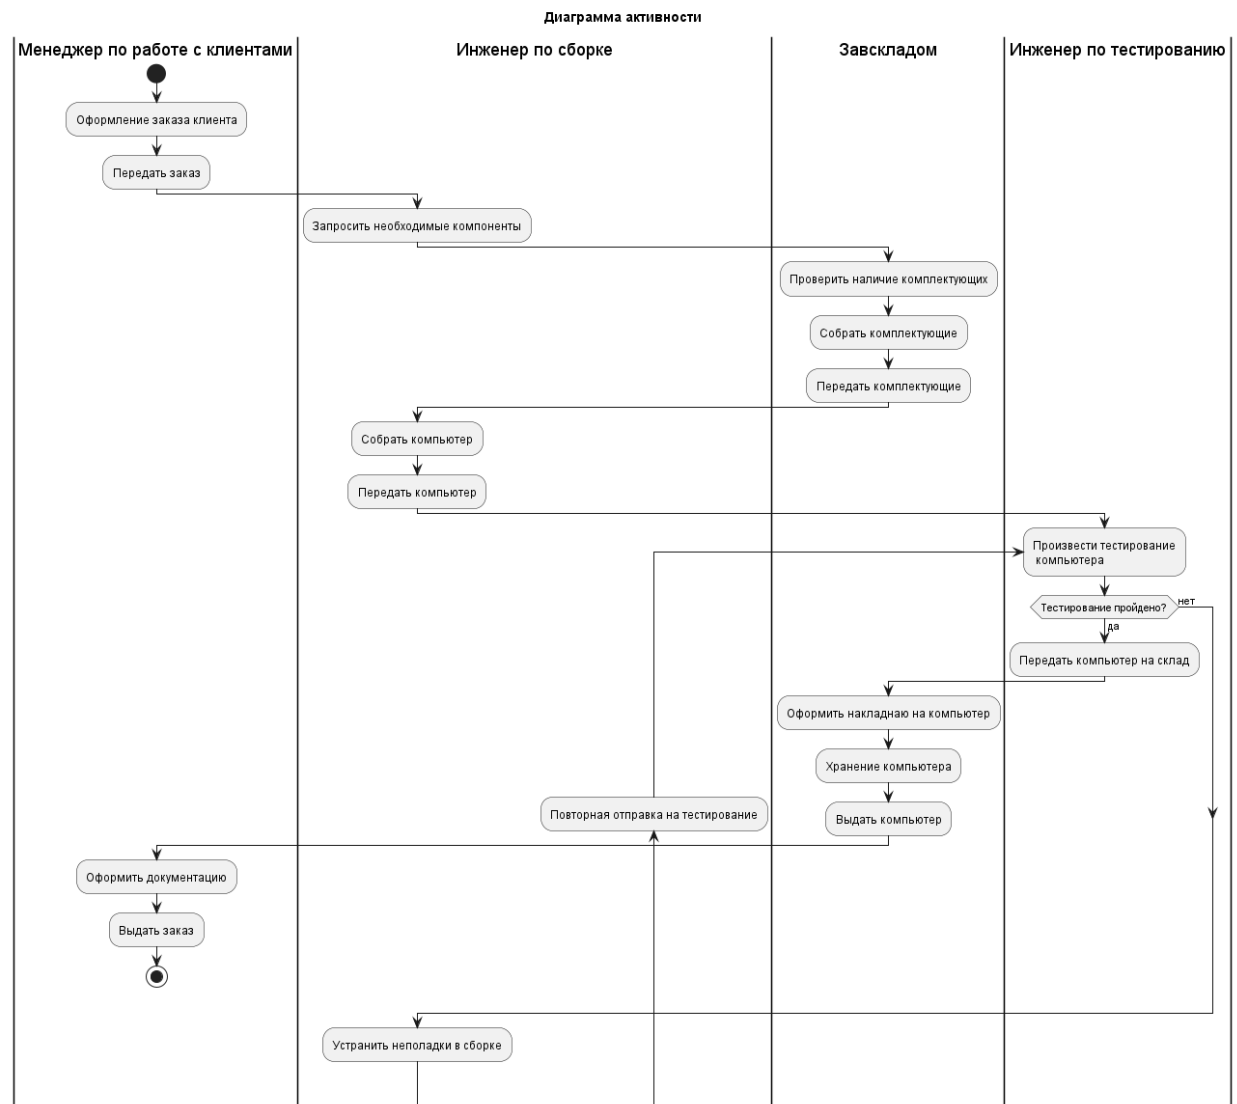 Диаграмма активности
Менеджер по работе с клиентами
Инженер по сборке
Завскладом
Инженер по тестированию
Оформление заказа клиента
Передать заказ
Запросить необходимые компоненты
Проверить наличие комплектующих
Собрать комплектующие
Передать комплектующие
Собрать компьютер
Передать компьютер
Произвести тестирование
компьютера
Тестирование пройдено?
нет
да
Передать компьютер на склад
Оформить накладнаю на компьютер
Хранение компьютера
Повторная отправка на тестирование
Выдать компьютер
Оформить документацию
Выдать заказ
Устранить неполадки в сборке